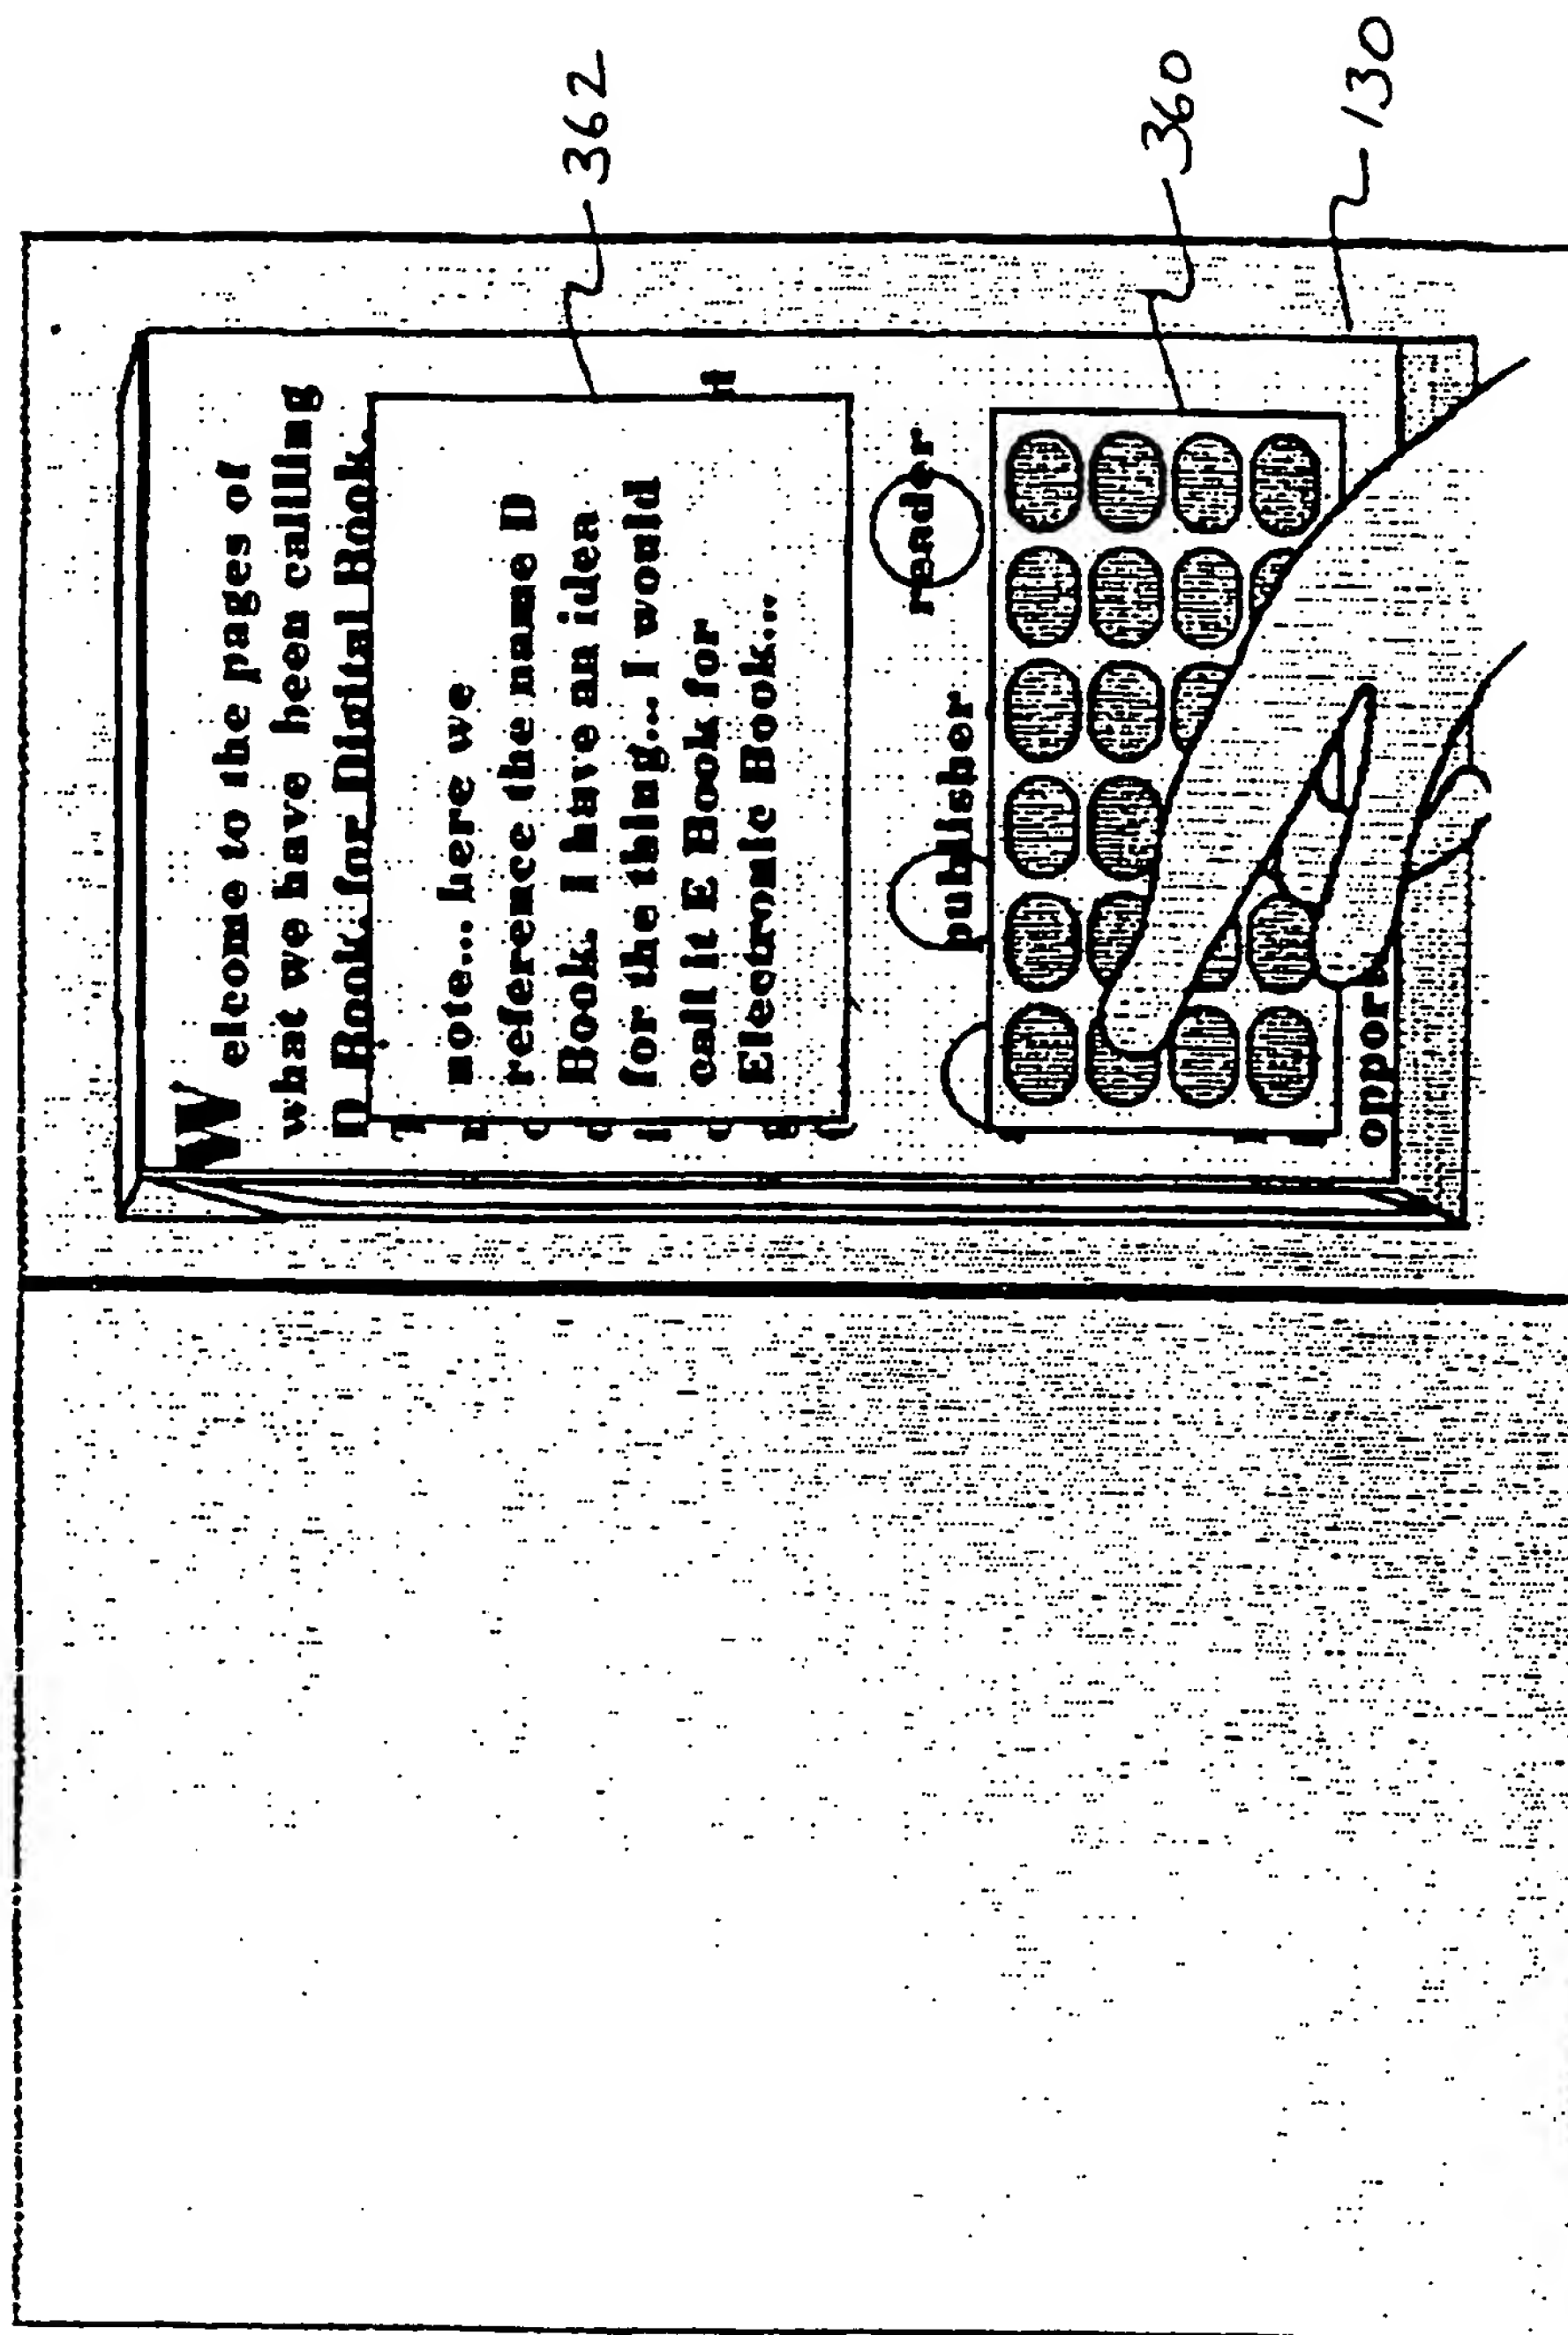 Welcome to the pages of
what we have been calling
D Book, for Digital Book.
note... here we
reference the name D
Book. I have an idea
for the thing... I would
call it E Book for
Electronic Book...
reader
publisher
362
360
130